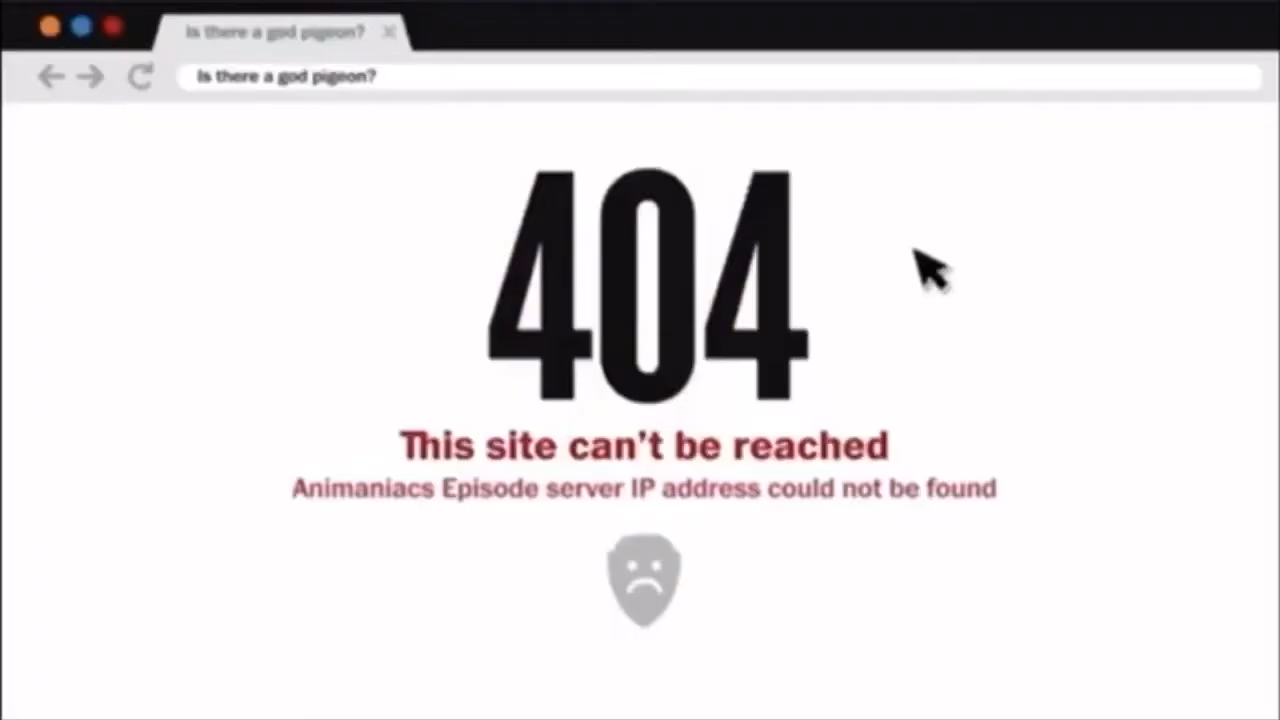 Is there a god pigeon?
Is there a god pigeon?
404
This site can't be reached
Animaniacs Episode server IP address could not be found